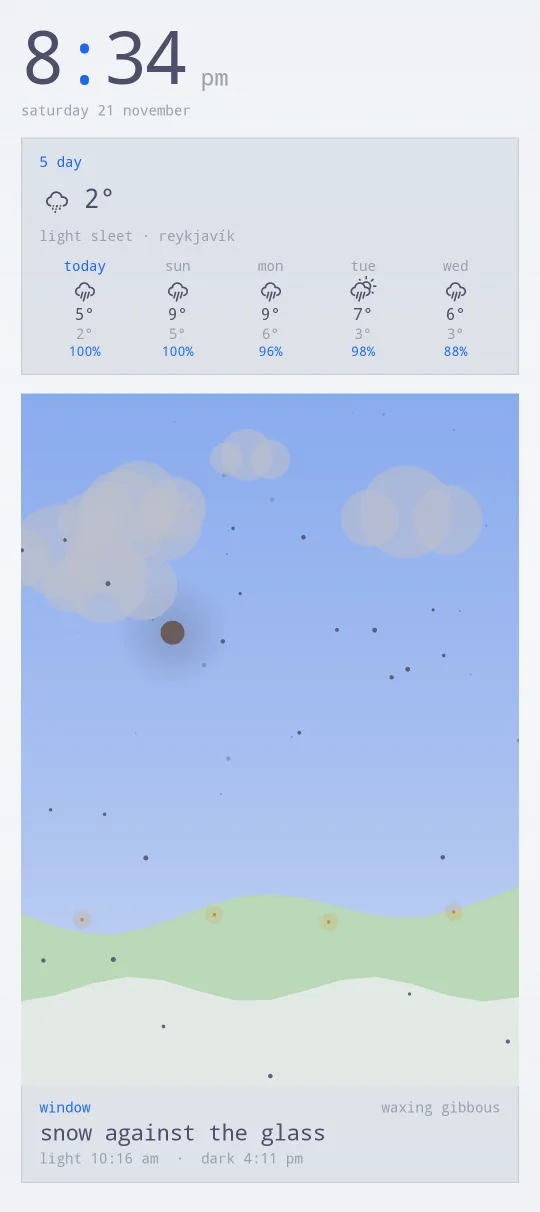 8:34 pm
saturday 21 november
5 day
2°
light sleet · reykjavík
today sun mon tue wed
5° 9° 9° 7° 6°
2° 5° 6° 3° 3°
100% 100% 96% 98% 88%
window waxing gibbous
snow against the glass
light 10:16 am · dark 4:11 pm